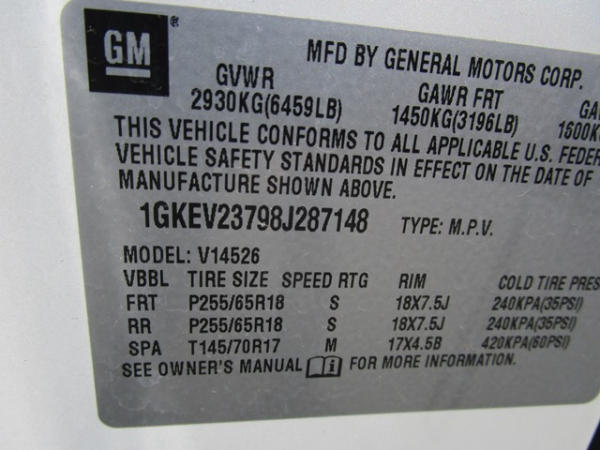 GM ®
MFD BY GENERAL MOTORS CORP.
GVWR GAWR FRT
2930KG(6459LB) 1450KG(3196LB)
THIS VEHICLE CONFORMS TO ALL APPLICABLE U.S.
VEHICLE SAFETY STANDARDS IN EFFECT ON THE DATE OF
MANUFACTURE SHOWN ABOVE.
1GKEV23798J287148 TYPE: M.P.V.
MODEL: V14526
VBBL TIRE SIZE SPEED RTG RIM COLD TIRE PRES
FRT P255/65R18 S 18X7.5J 240KPA(35PSI)
RR P255/65R18 S 18X7.5J 240KPA(35PSI)
SPA T145/70R17 M 17X4.5B 420KPA(60PSI)
SEE OWNER'S MANUAL i FOR MORE INFORMATION.